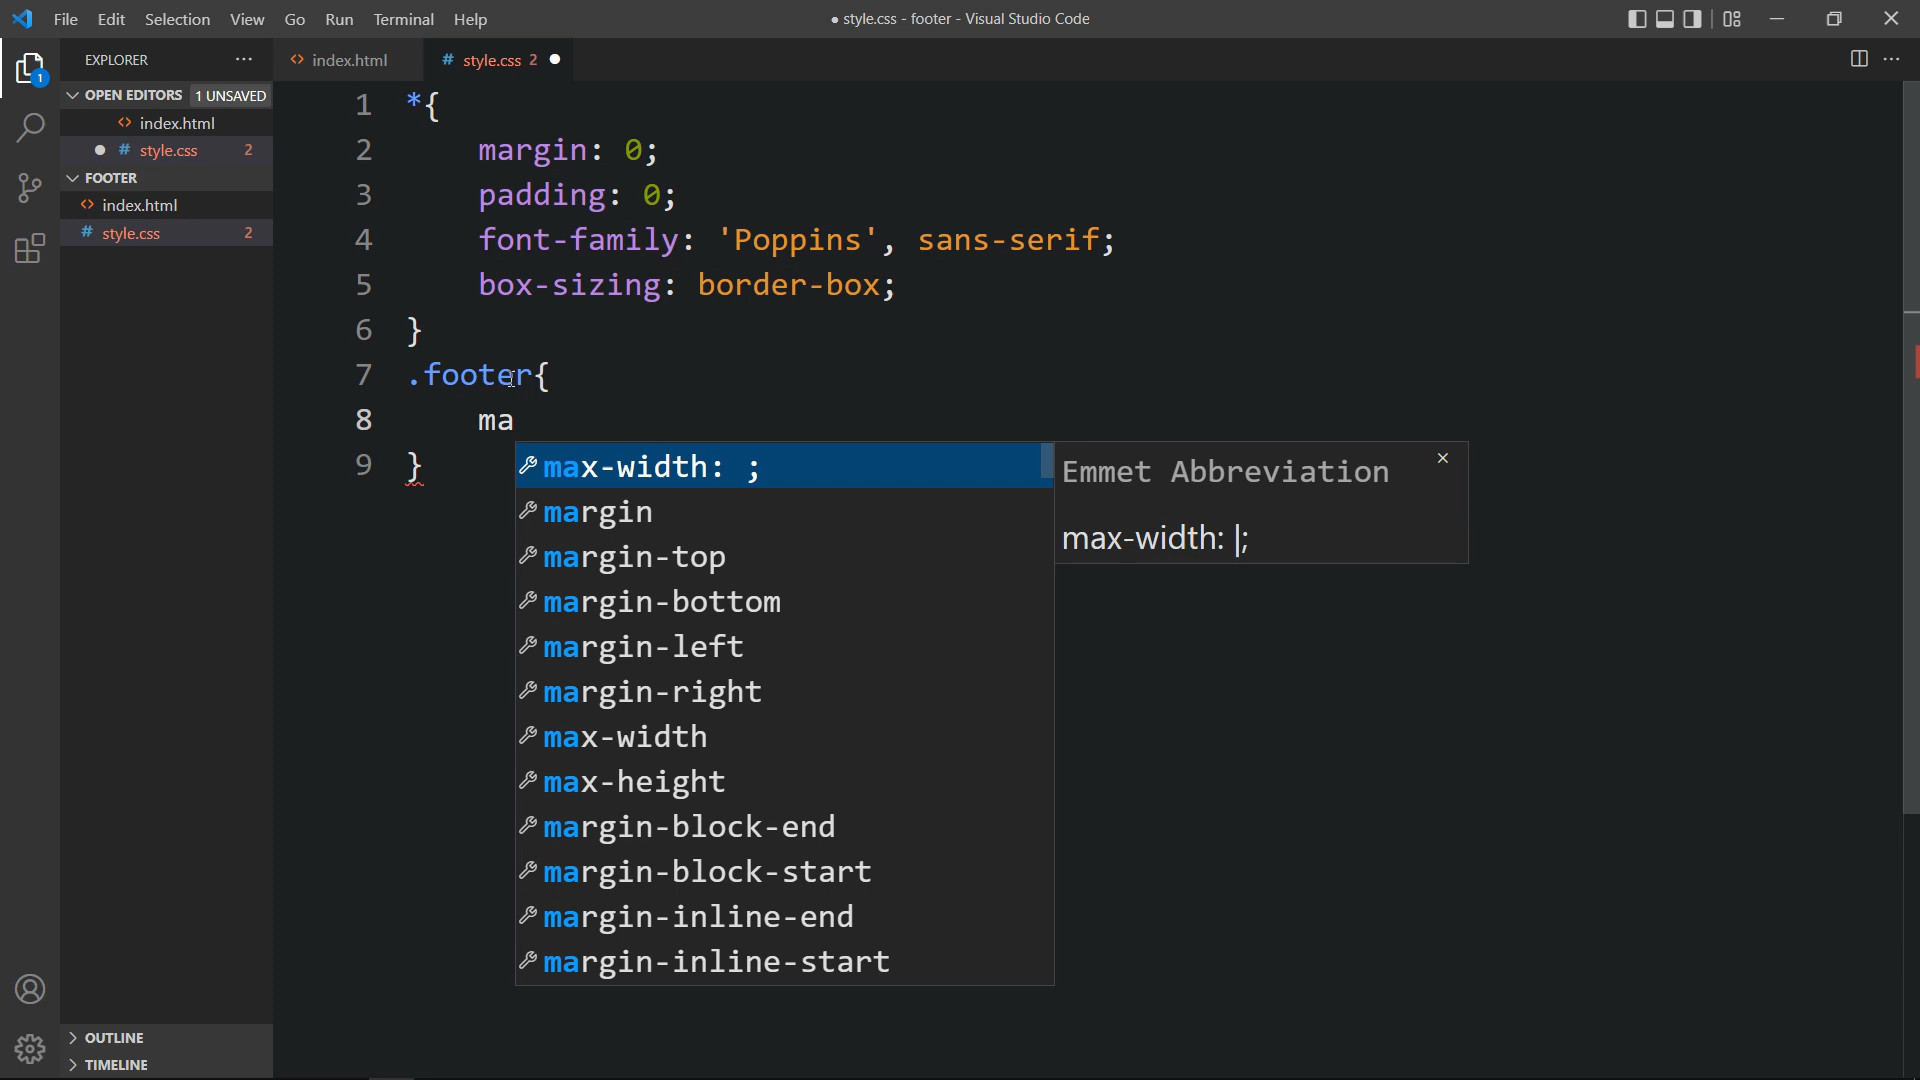 File Edit Selection View Go Run Terminal Help
● style.css - footer - Visual Studio Code
EXPLORER ···
index.html
# style.css 2 ●
OPEN EDITORS 1 UNSAVED
<> index.html
● # style.css 2
FOOTER
<> index.html
# style.css 2
OUTLINE
TIMELINE
1
1 *{
2 margin: 0;
3 padding: 0;
4 font-family: 'Poppins', sans-serif;
5 box-sizing: border-box;
6 }
7 .footer{
8 ma
9 }
max-width: ;
margin
margin-top
margin-bottom
margin-left
margin-right
max-width
max-height
margin-block-end
margin-block-start
margin-inline-end
margin-inline-start
Emmet Abbreviation
max-width: |;